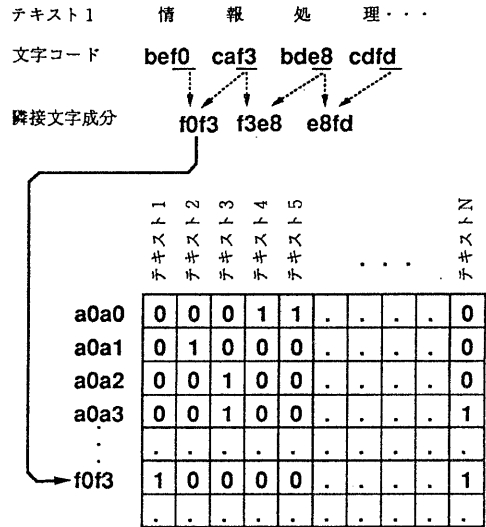 テキスト1 情 報 処 理・・・
文字コード bef0 caf3 bde8 cdfd
隣接文字成分 f0f3 f3e8 e8fd
テキスト1 テキスト2 テキスト3 テキスト4 テキスト5 ・・・ テキストN
a0a0 0 0 0 1 1 . . . . 0
a0a1 0 1 0 0 0 . . . . 0
a0a2 0 0 1 0 0 . . . . 0
a0a3 0 0 1 0 0 . . . . 1
: . . . . . . . . . .
f0f3 1 0 0 0 0 . . . . 1
. . . . . . . . . .